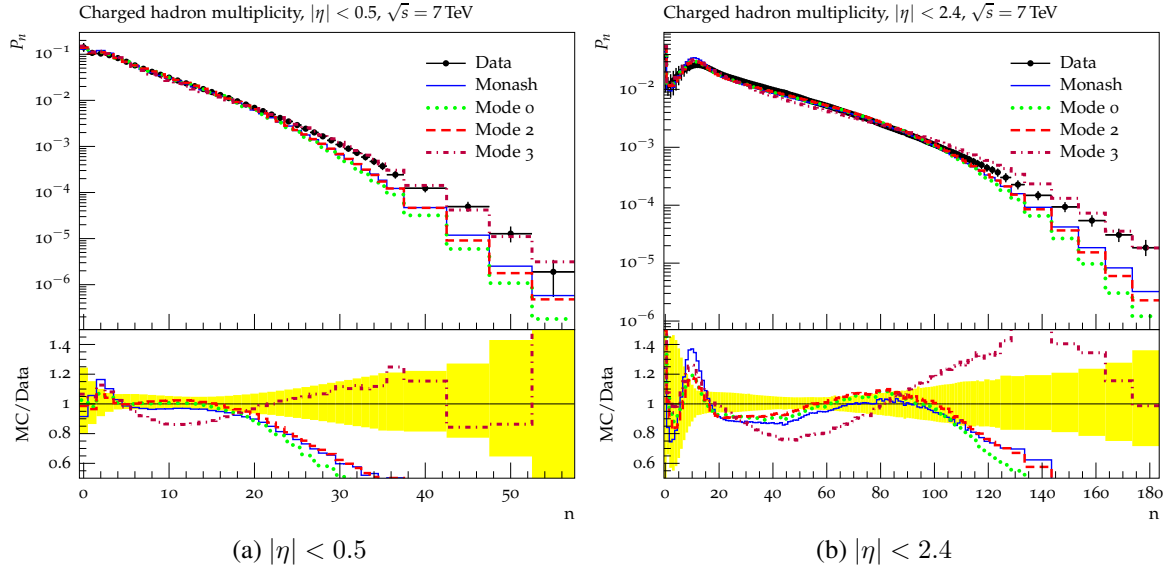 Charged hadron multiplicity, |η| < 0.5, √s = 7 TeV
P_n
10⁻¹
10⁻²
10⁻³
10⁻⁴
10⁻⁵
10⁻⁶
Data
Monash
Mode 0
Mode 2
Mode 3
MC/Data
1.4
1.2
1
0.8
0.6
0 10 20 30 40 50
n
(a) |η| < 0.5
Charged hadron multiplicity, |η| < 2.4, √s = 7 TeV
P_n
10⁻²
10⁻³
10⁻⁴
10⁻⁵
10⁻⁶
Data
Monash
Mode 0
Mode 2
Mode 3
MC/Data
1.4
1.2
1
0.8
0.6
0 20 40 60 80 100 120 140 160 180
n
(b) |η| < 2.4